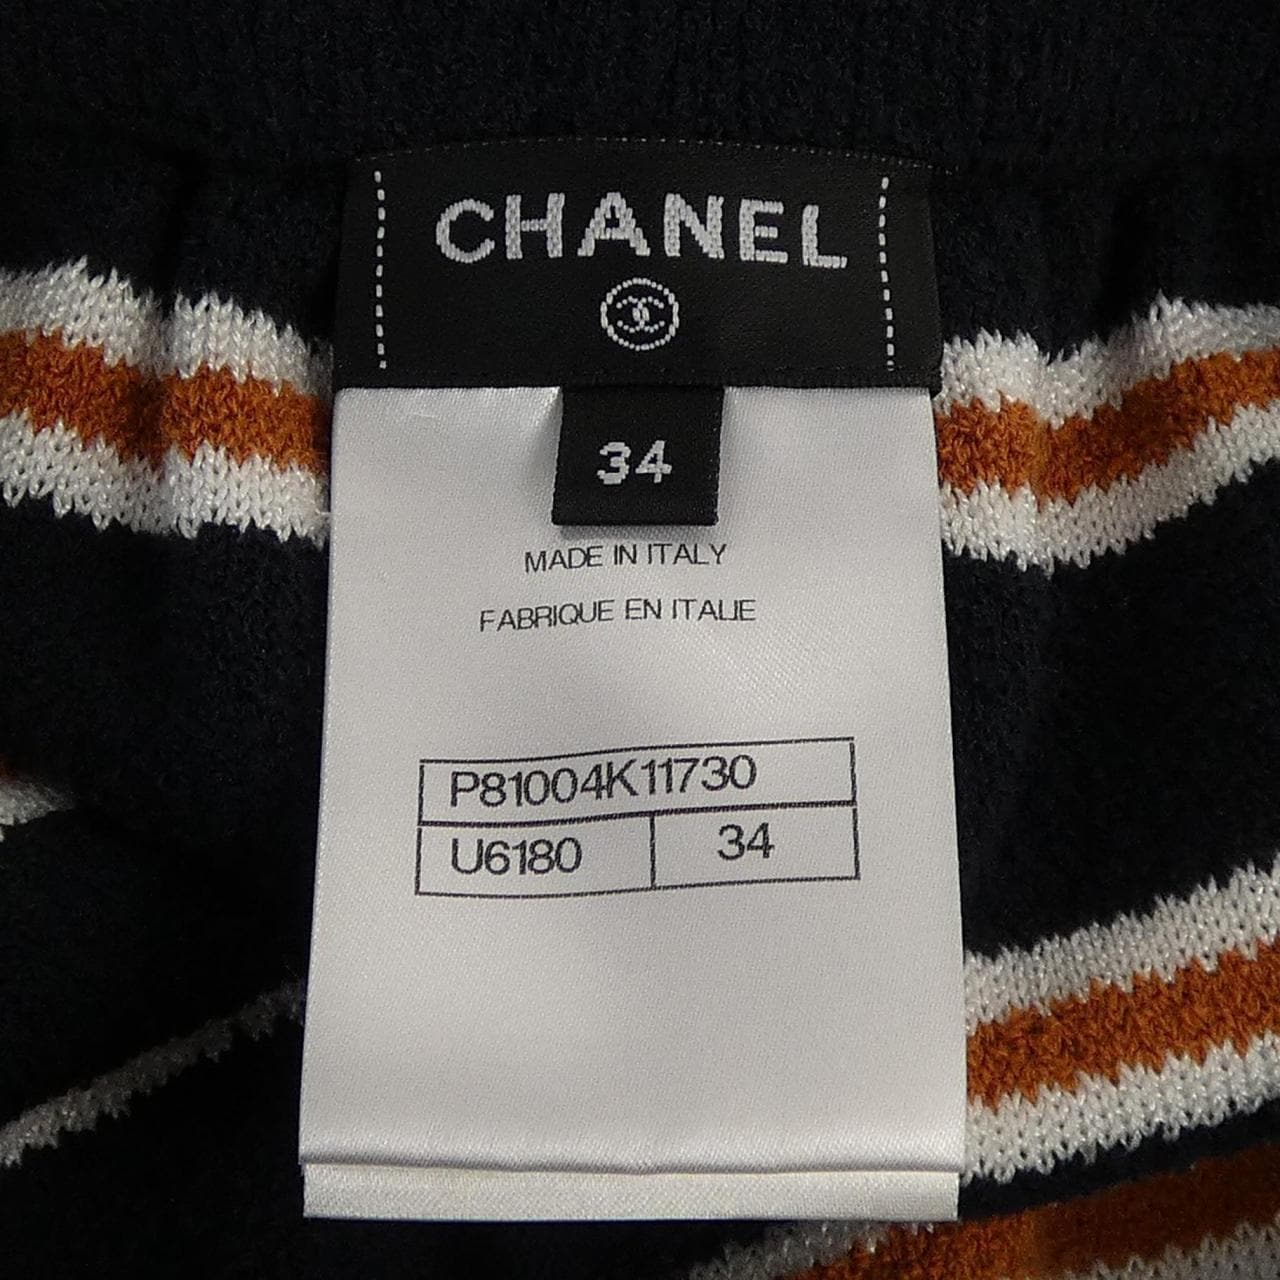 CHANEL
34
MADE IN ITALY
FABRIQUE EN ITALIE
P81004K11730
U6180 34